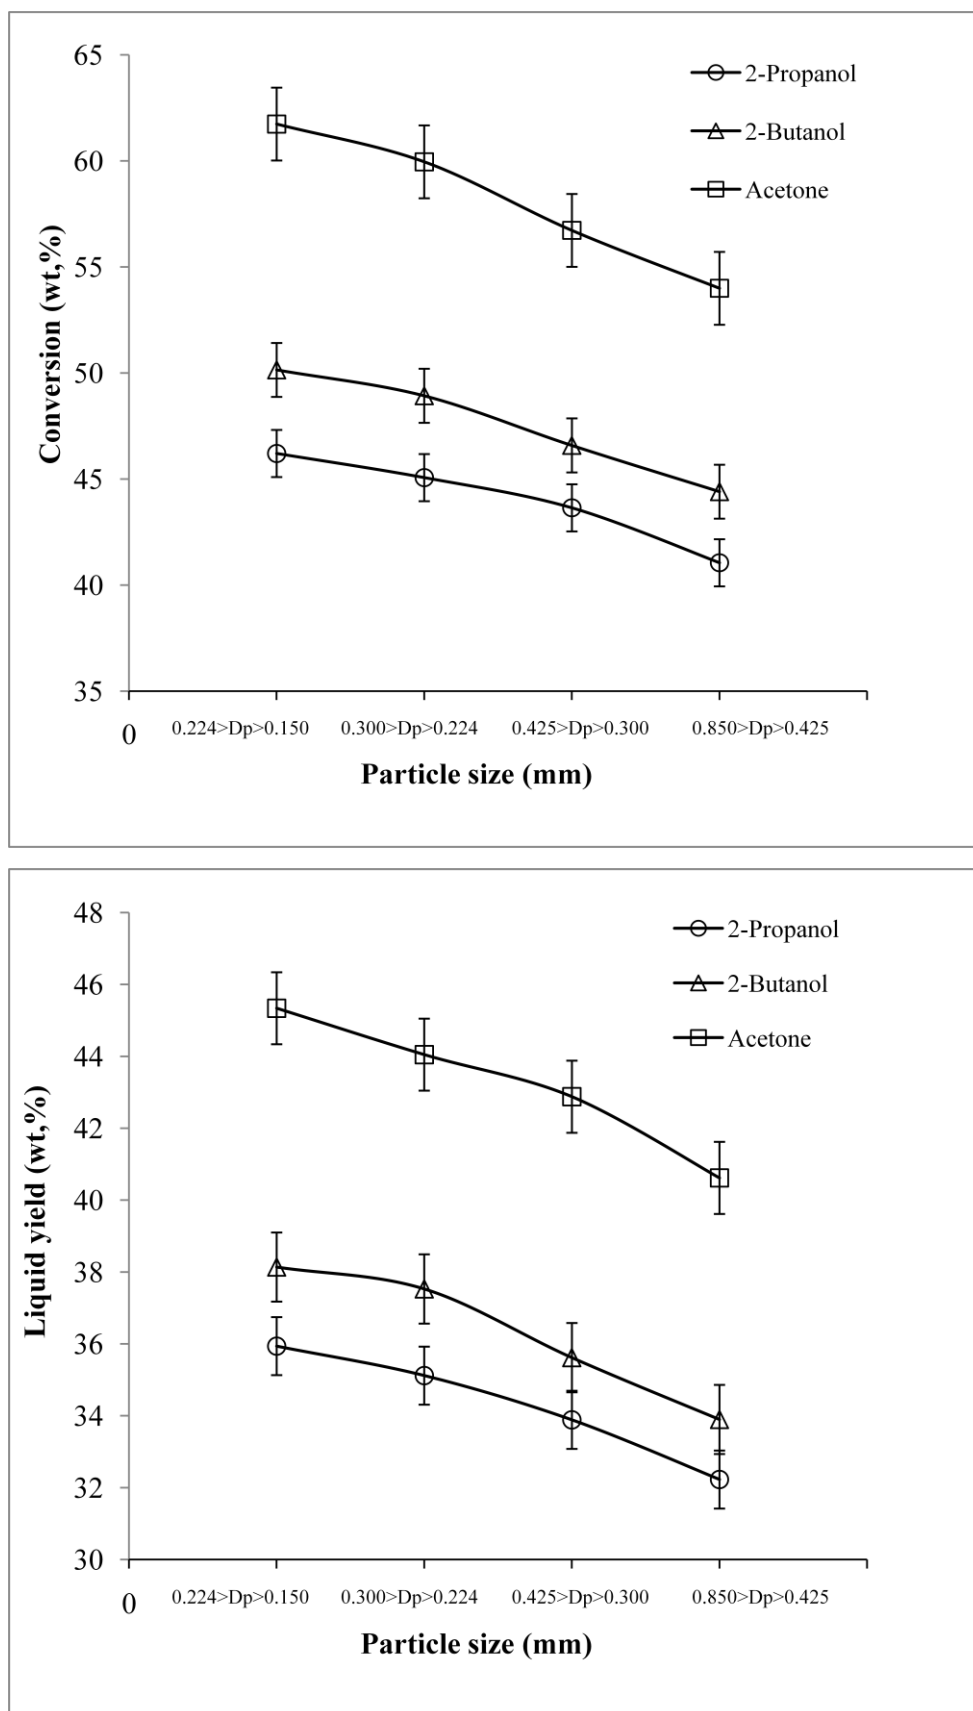 65
60
55
50
45
40
35
Conversion (wt,%)
2-Propanol
2-Butanol
Acetone
0 0.224>Dp>0.150 0.300>Dp>0.224 0.425>Dp>0.300 0.850>Dp>0.425
Particle size (mm)
48
46
44
42
40
38
36
34
32
30
Liquid yield (wt,%)
2-Propanol
2-Butanol
Acetone
0 0.224>Dp>0.150 0.300>Dp>0.224 0.425>Dp>0.300 0.850>Dp>0.425
Particle size (mm)